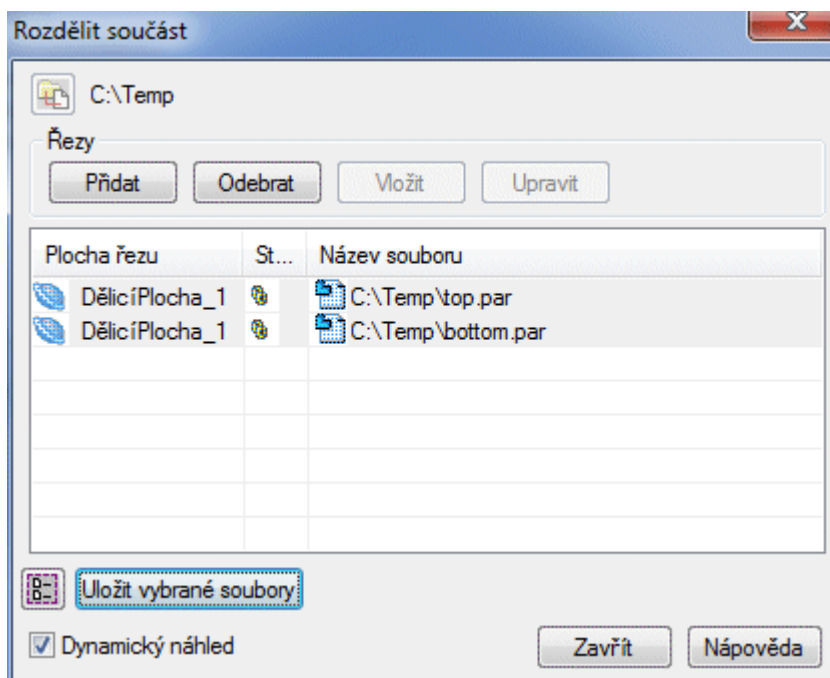 Rozdělit součást
C:\Temp
Řezy
Přidat Odebrat Vložit Upravit
Plocha řezu St... Název souboru
DělicíPlocha_1 C:\Temp\top.par
DělicíPlocha_1 C:\Temp\bottom.par
Uložit vybrané soubory
Dynamický náhled Zavřít Nápověda